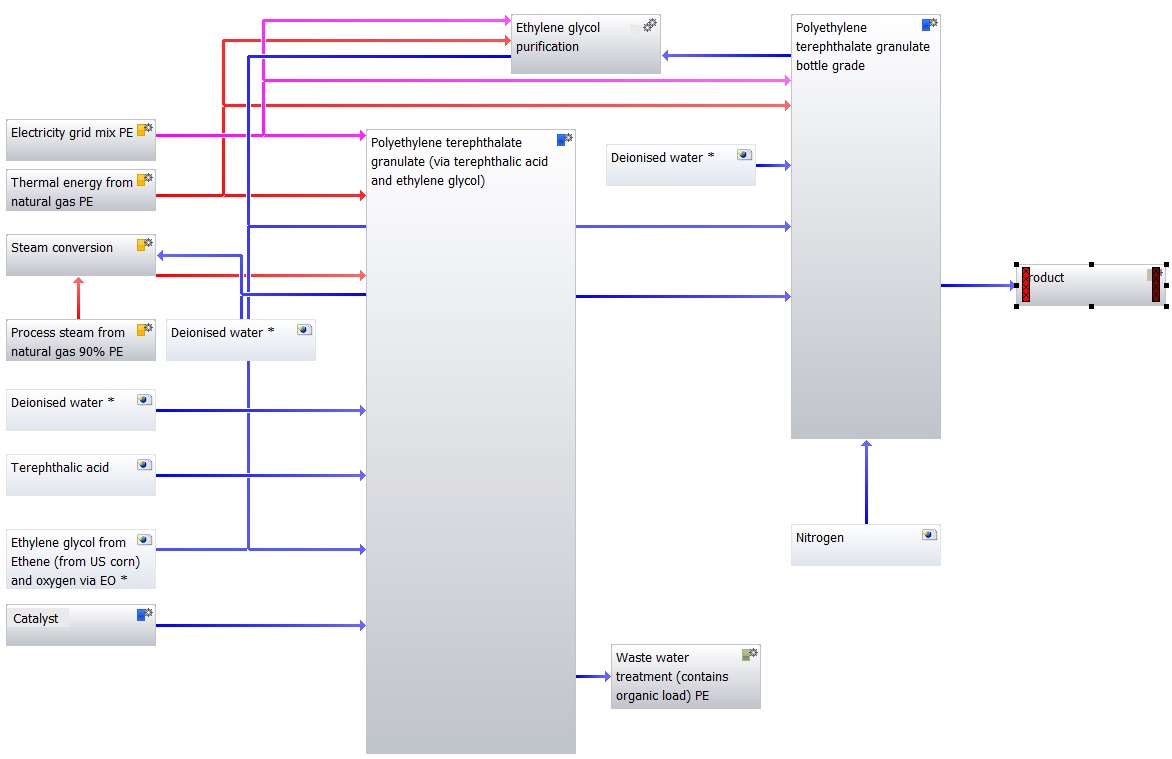 Ethylene glycol
purification
Polyethylene
terephthalate granulate
bottle grade
Electricity grid mix PE
Polyethylene terephthalate
granulate (via terephthalic acid
and ethylene glycol)
Deionised water *
Thermal energy from
natural gas PE
Steam conversion
roduct
Process steam from
natural gas 90% PE
Deionised water *
Deionised water *
Terephthalic acid
Ethylene glycol from
Ethene (from US corn)
and oxygen via EO *
Nitrogen
Catalyst
Waste water
treatment (contains
organic load) PE